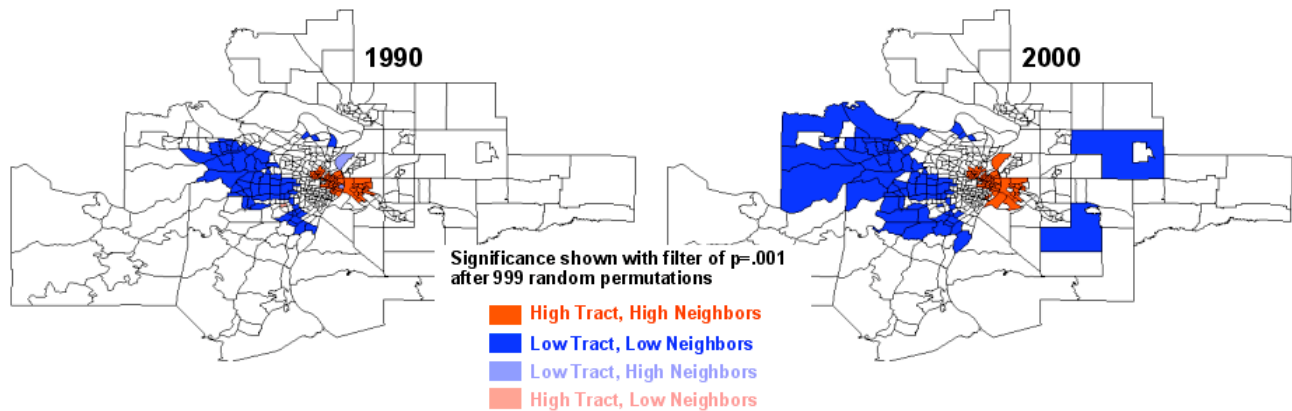 1990
2000
Significance shown with filter of p=.001
after 999 random permutations
High Tract, High Neighbors
Low Tract, Low Neighbors
Low Tract, High Neighbors
High Tract, Low Neighbors